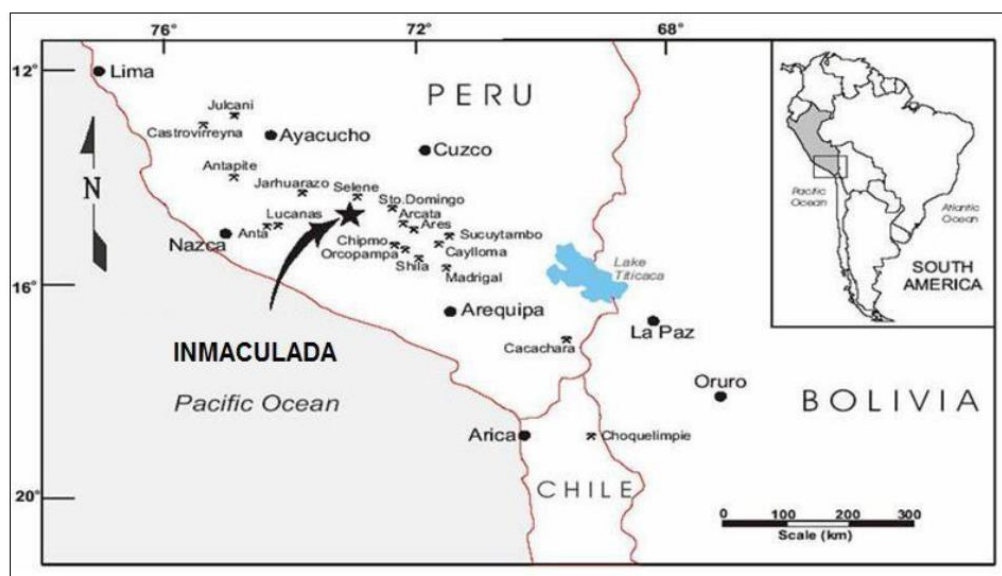 76°
72°
68°
12°
Lima
PERU
Julcani
Castrovirreyna
Ayacucho
Cuzco
Antapite
Jarhuarazo
Selene
Sto.Domingo
Arcata
Ares
Lucanas
Anta
Nazca
Sucuytambo
Chipmo
Orcopampa
Caylloma
Shila
Madrigal
N
Lake
Titicaca
16°
Arequipa
La Paz
INMACULADA
Cacachara
Pacific Ocean
Oruro
BOLIVIA
Arica
Choquelimpie
CHILE
20°
0 100 200 300
Scale (km)
Pacific
Ocean
Atlantic
Ocean
SOUTH
AMERICA